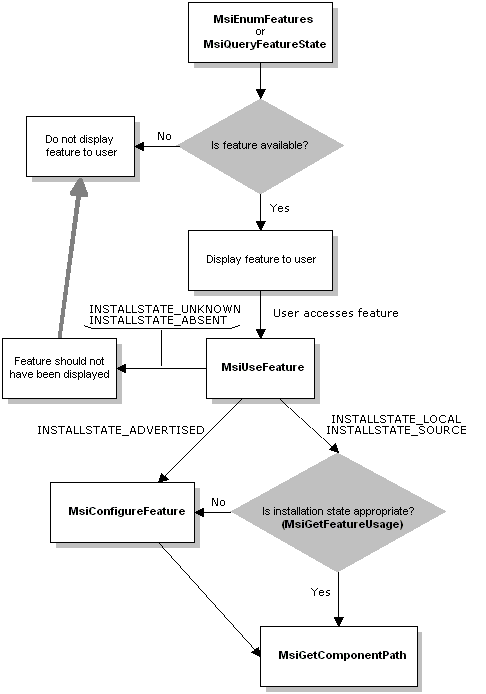 MsiEnumFeatures
or
MsiQueryFeatureState
Is feature available?
No
Do not display
feature to user
Yes
Display feature to user
User accesses feature
INSTALLSTATE_UNKNOWN
INSTALLSTATE_ABSENT
Feature should not
have been displayed
MsiUseFeature
INSTALLSTATE_ADVERTISED
INSTALLSTATE_LOCAL
INSTALLSTATE_SOURCE
MsiConfigureFeature
No
Is installation state appropriate?
(MsiGetFeatureUsage)
Yes
MsiGetComponentPath